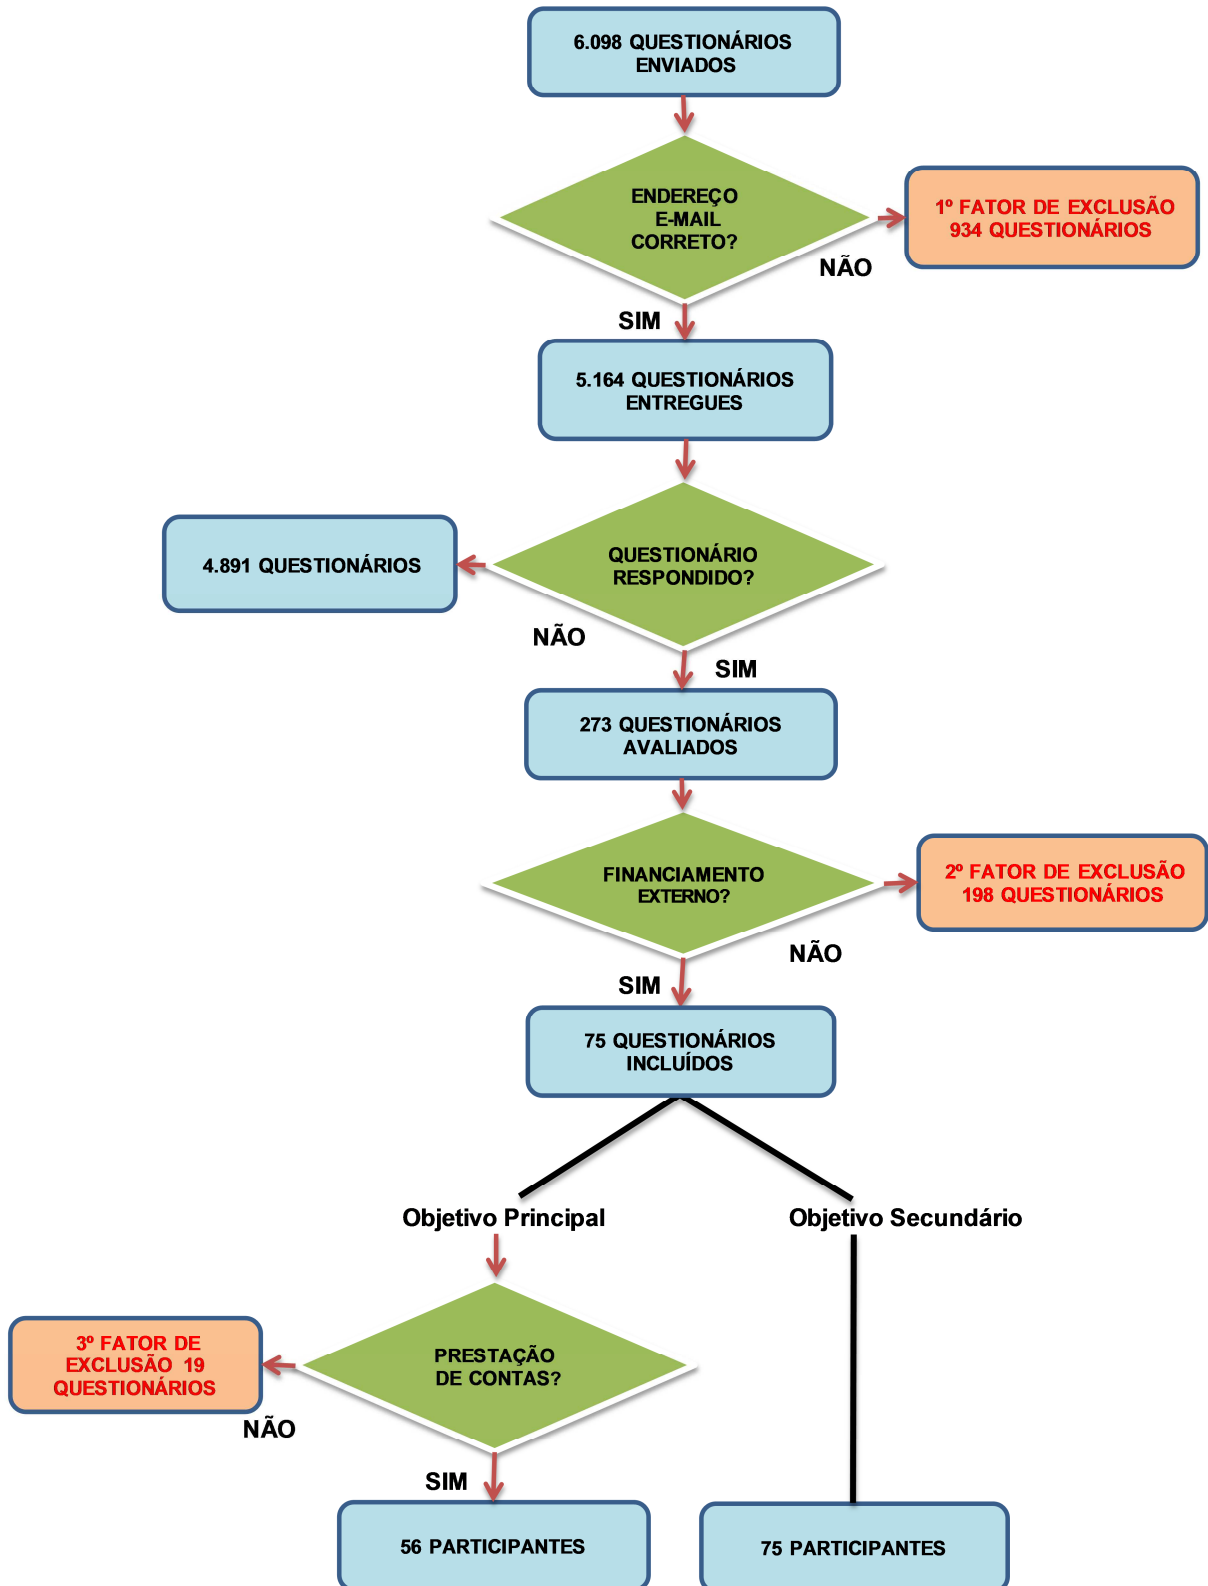 6.098 QUESTIONÁRIOS
ENVIADOS
ENDEREÇO
E-MAIL
CORRETO?
1º FATOR DE EXCLUSÃO
934 QUESTIONÁRIOS
NÃO
SIM
5.164 QUESTIONÁRIOS
ENTREGUES
4.891 QUESTIONÁRIOS
QUESTIONÁRIO
RESPONDIDO?
NÃO
SIM
273 QUESTIONÁRIOS
AVALIADOS
FINANCIAMENTO
EXTERNO?
2º FATOR DE EXCLUSÃO
198 QUESTIONÁRIOS
NÃO
SIM
75 QUESTIONÁRIOS
INCLUÍDOS
Objetivo Principal
Objetivo Secundário
3º FATOR DE
EXCLUSÃO 19
QUESTIONÁRIOS
PRESTAÇÃO
DE CONTAS?
NÃO
SIM
56 PARTICIPANTES
75 PARTICIPANTES